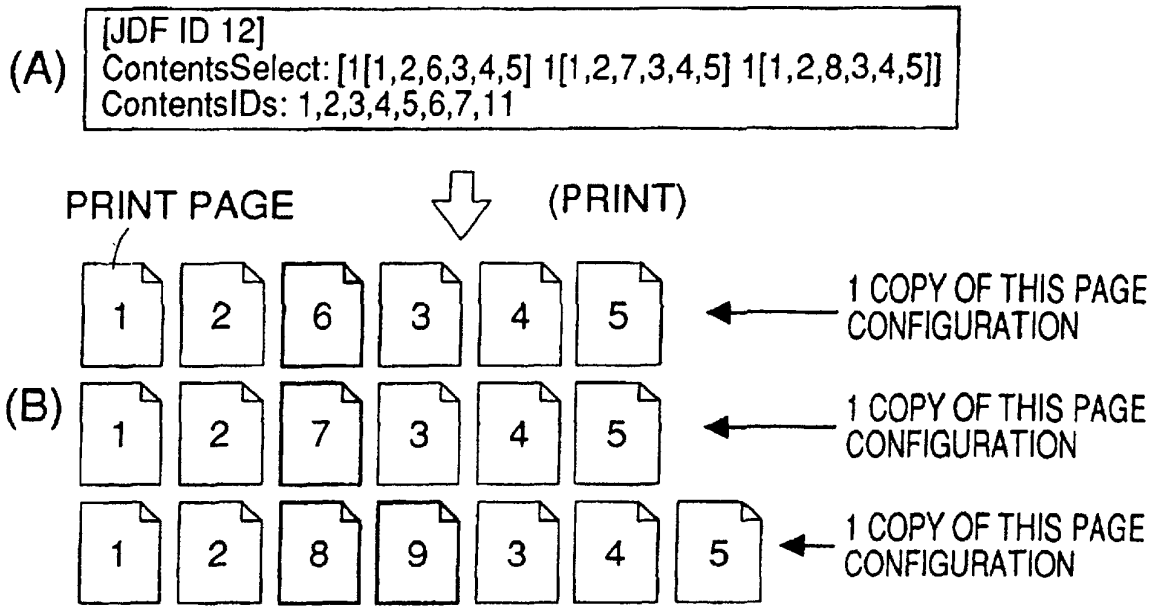 (A)
[JDF ID 12]
ContentsSelect: [1[1,2,6,3,4,5] 1[1,2,7,3,4,5] 1[1,2,8,3,4,5]]
ContentsIDs: 1,2,3,4,5,6,7,11
PRINT PAGE
(PRINT)
1 2 6 3 4 5
1 COPY OF THIS PAGE
CONFIGURATION
(B)
1 2 7 3 4 5
1 COPY OF THIS PAGE
CONFIGURATION
1 2 8 9 3 4 5
1 COPY OF THIS PAGE
CONFIGURATION